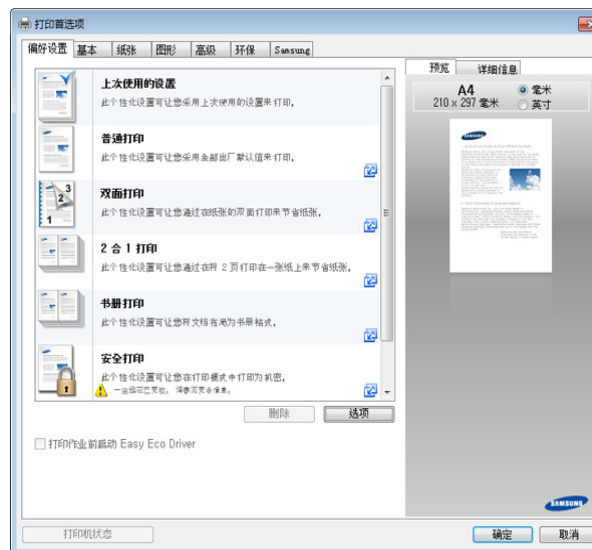 打印首选项
偏好设置 基本 纸张 图形 高级 环保 Samsung
上次使用的设置
此个性化设置可让您采用上次使用的设置来打印。
普通打印
此个性化设置可让您采用全部出厂默认值来打印。
双面打印
此个性化设置可让您通过在纸张的双面打印来节省纸张。
2 合 1 打印
此个性化设置可让您通过在将 2 页打印在一张纸上来节省纸张。
书册打印
此个性化设置可让您将文档布局为书册格式。
安全打印
此个性化设置可让您在打印模式中打印为机密。
删除 选项
打印作业前启动 Easy Eco Driver
打印机状态
预览 详细信息
A4
210 x 297 毫米
毫米
英寸
SAMSUNG
确定 取消